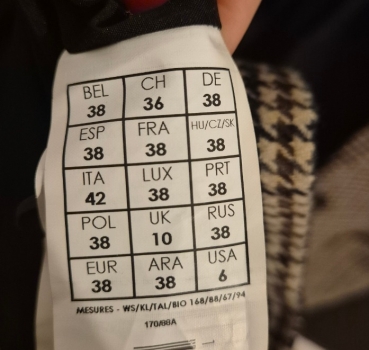 BEL CH DE
38 36 38
ESP FRA HU/CZ/SK
38 38 38
ITA LUX PRT
42 38 38
POL UK RUS
38 10 38
EUR ARA USA
38 38 6
MESURES - WS/KL/TAL/BIO 168/88/67/94
170/88A